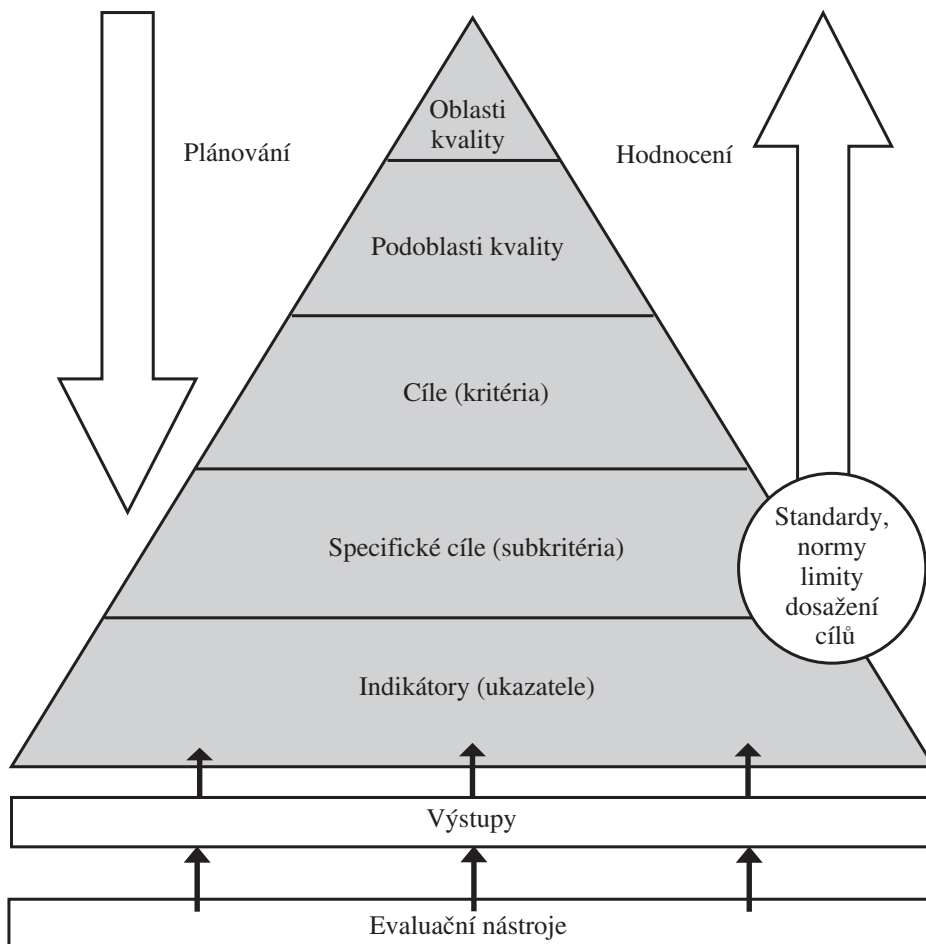 Oblasti
kvality
Plánování
Hodnocení
Podoblasti kvality
Cíle (kritéria)
Specifické cíle (subkritéria)
Standardy,
normy
limity
dosažení
cílů
Indikátory (ukazatele)
Výstupy
Evaluační nástroje